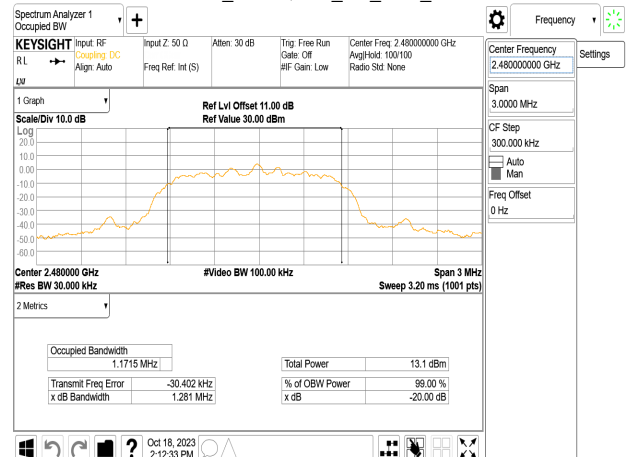 Spectrum Analyzer 1
Occupied BW
Frequency
KEYSIGHT Input: RF Input Z: 50 Ω Atten: 30 dB Trig: Free Run Center Freq: 2.480000000 GHz
Coupling: DC Gate: Off Avg|Hold: 100/100
R L Align: Auto Freq Ref: Int (S) #IF Gain: Low Radio Std: None
Center Frequency
2.480000000 GHz
Settings
Span
3.0000 MHz
CF Step
300.000 kHz
Auto
Man
Freq Offset
0 Hz
1 Graph
Ref Lvl Offset 11.00 dB
Scale/Div 10.0 dB Ref Value 30.00 dBm
Log
20.0
10.0
0.00
-10.0
-20.0
-30.0
-40.0
-50.0
-60.0
Center 2.480000 GHz #Video BW 100.00 kHz Span 3 MHz
#Res BW 30.000 kHz Sweep 3.20 ms (1001 pts)
2 Metrics
Occupied Bandwidth
1.1715 MHz Total Power 13.1 dBm
Transmit Freq Error -30.402 kHz % of OBW Power 99.00 %
x dB Bandwidth 1.281 MHz x dB -20.00 dB
? Oct 18, 2023
2:12:33 PM